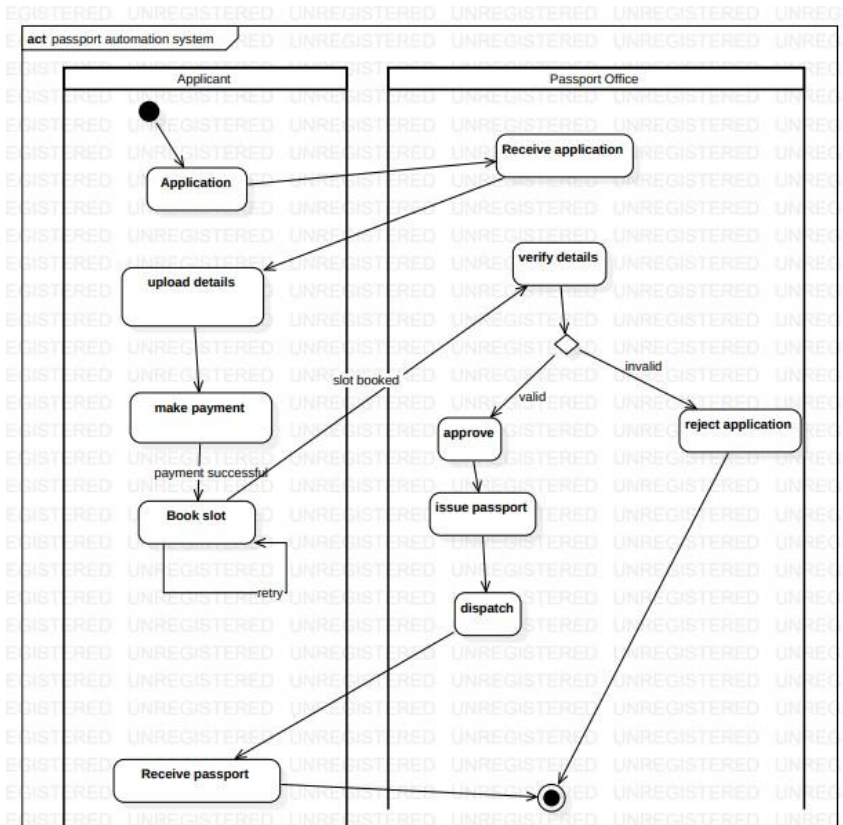 act passport automation system
Applicant
Passport Office
Application
Receive application
upload details
verify details
slot booked
invalid
valid
make payment
approve
reject application
payment successful
Book slot
issue passport
retry
dispatch
Receive passport
UNREGISTERED